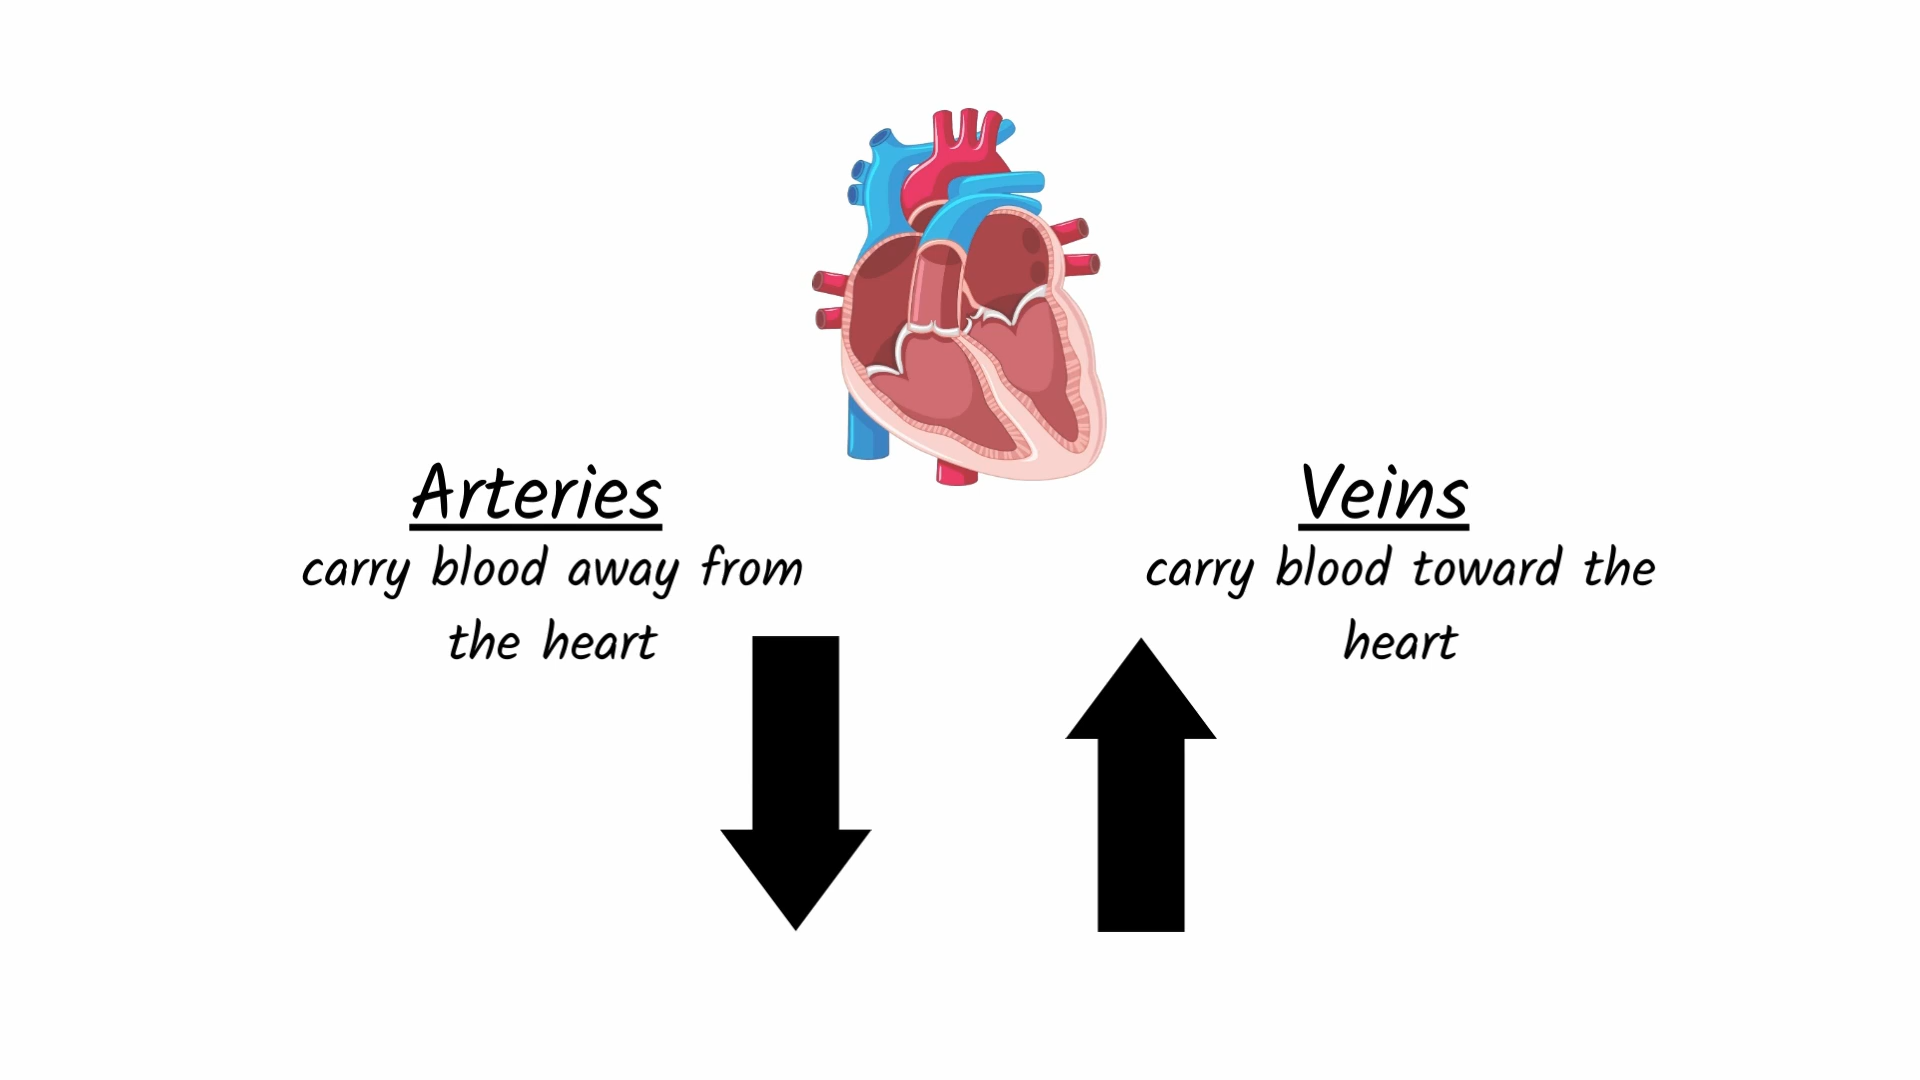 Arteries
carry blood away from
the heart
Veins
carry blood toward the
heart